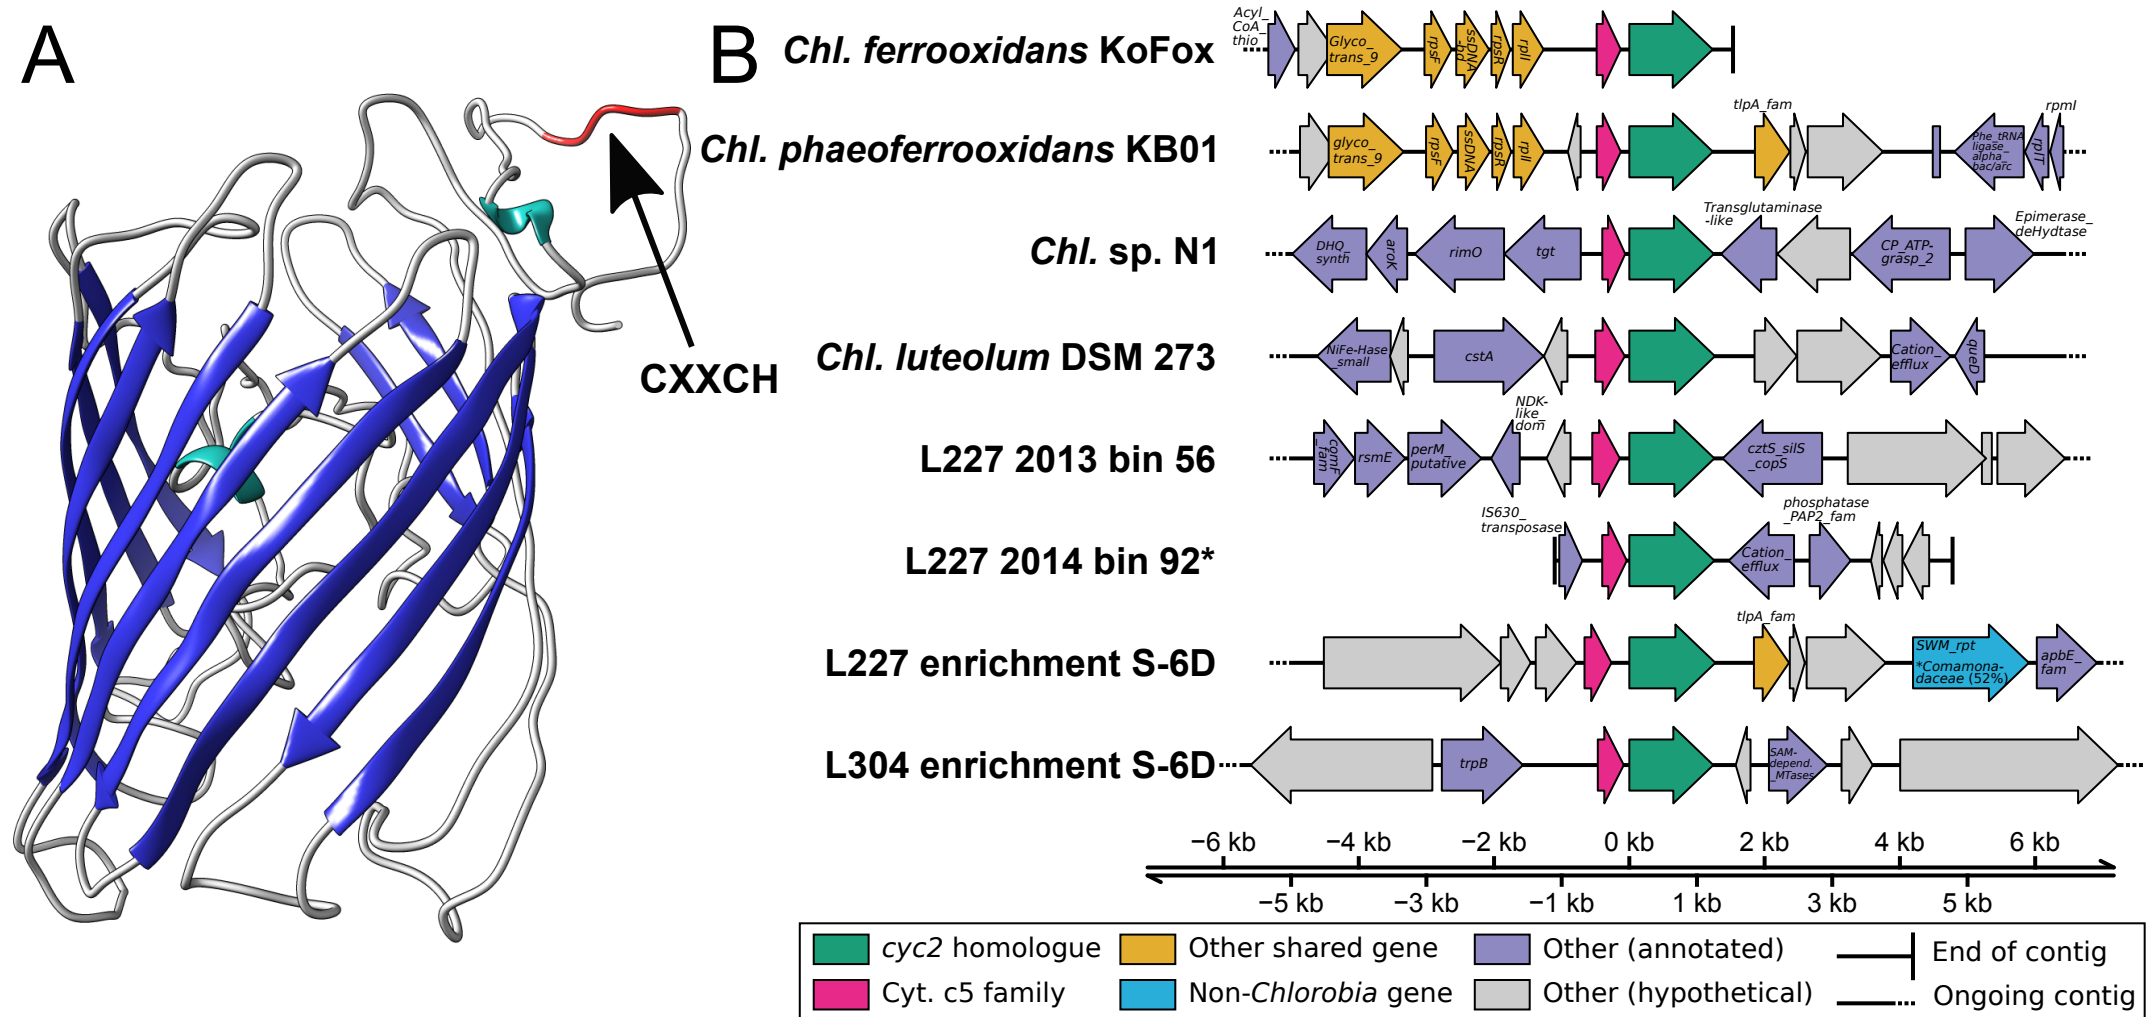 A
CXXCH
B
Chl. ferrooxidans KoFox
Acyl_
CoA_
thio
Glyco_
trans_9
rpsF
ssDNA
-bd
rpsR
rplI
Chl. phaeoferrooxidans KB01
glyco_
trans_9
rpsF
ssDNA
rpsR
rplI
tlpA_fam
Phe_tRNA
ligase_
alpha_
bac/arc
rplT
rpmI
Chl. sp. N1
DHQ_
synth
aroK
rimO
tgt
Transglutaminase
-like
CP_ATP-
grasp_2
Epimerase_
deHydtase
Chl. luteolum DSM 273
NiFe-Hase
_small
cstA
Cation_
efflux
queD
L227 2013 bin 56
comF
_fam
rsmE
perM_
putative
NDK-
like_
dom
cztS_silS
_copS
L227 2014 bin 92*
IS630_
transposase
Cation_
efflux
phosphatase
_PAP2_fam
L227 enrichment S-6D
tlpA_fam
SWM_rpt
*Comamona-
daceae (52%)
apbE_
fam
L304 enrichment S-6D
trpB
SAM-
depend.
_MTases
−6 kb −4 kb −2 kb 0 kb 2 kb 4 kb 6 kb
−5 kb −3 kb −1 kb 1 kb 3 kb 5 kb
cyc2 homologue
Other shared gene
Other (annotated)
End of contig
Cyt. c5 family
Non-Chlorobia gene
Other (hypothetical)
Ongoing contig